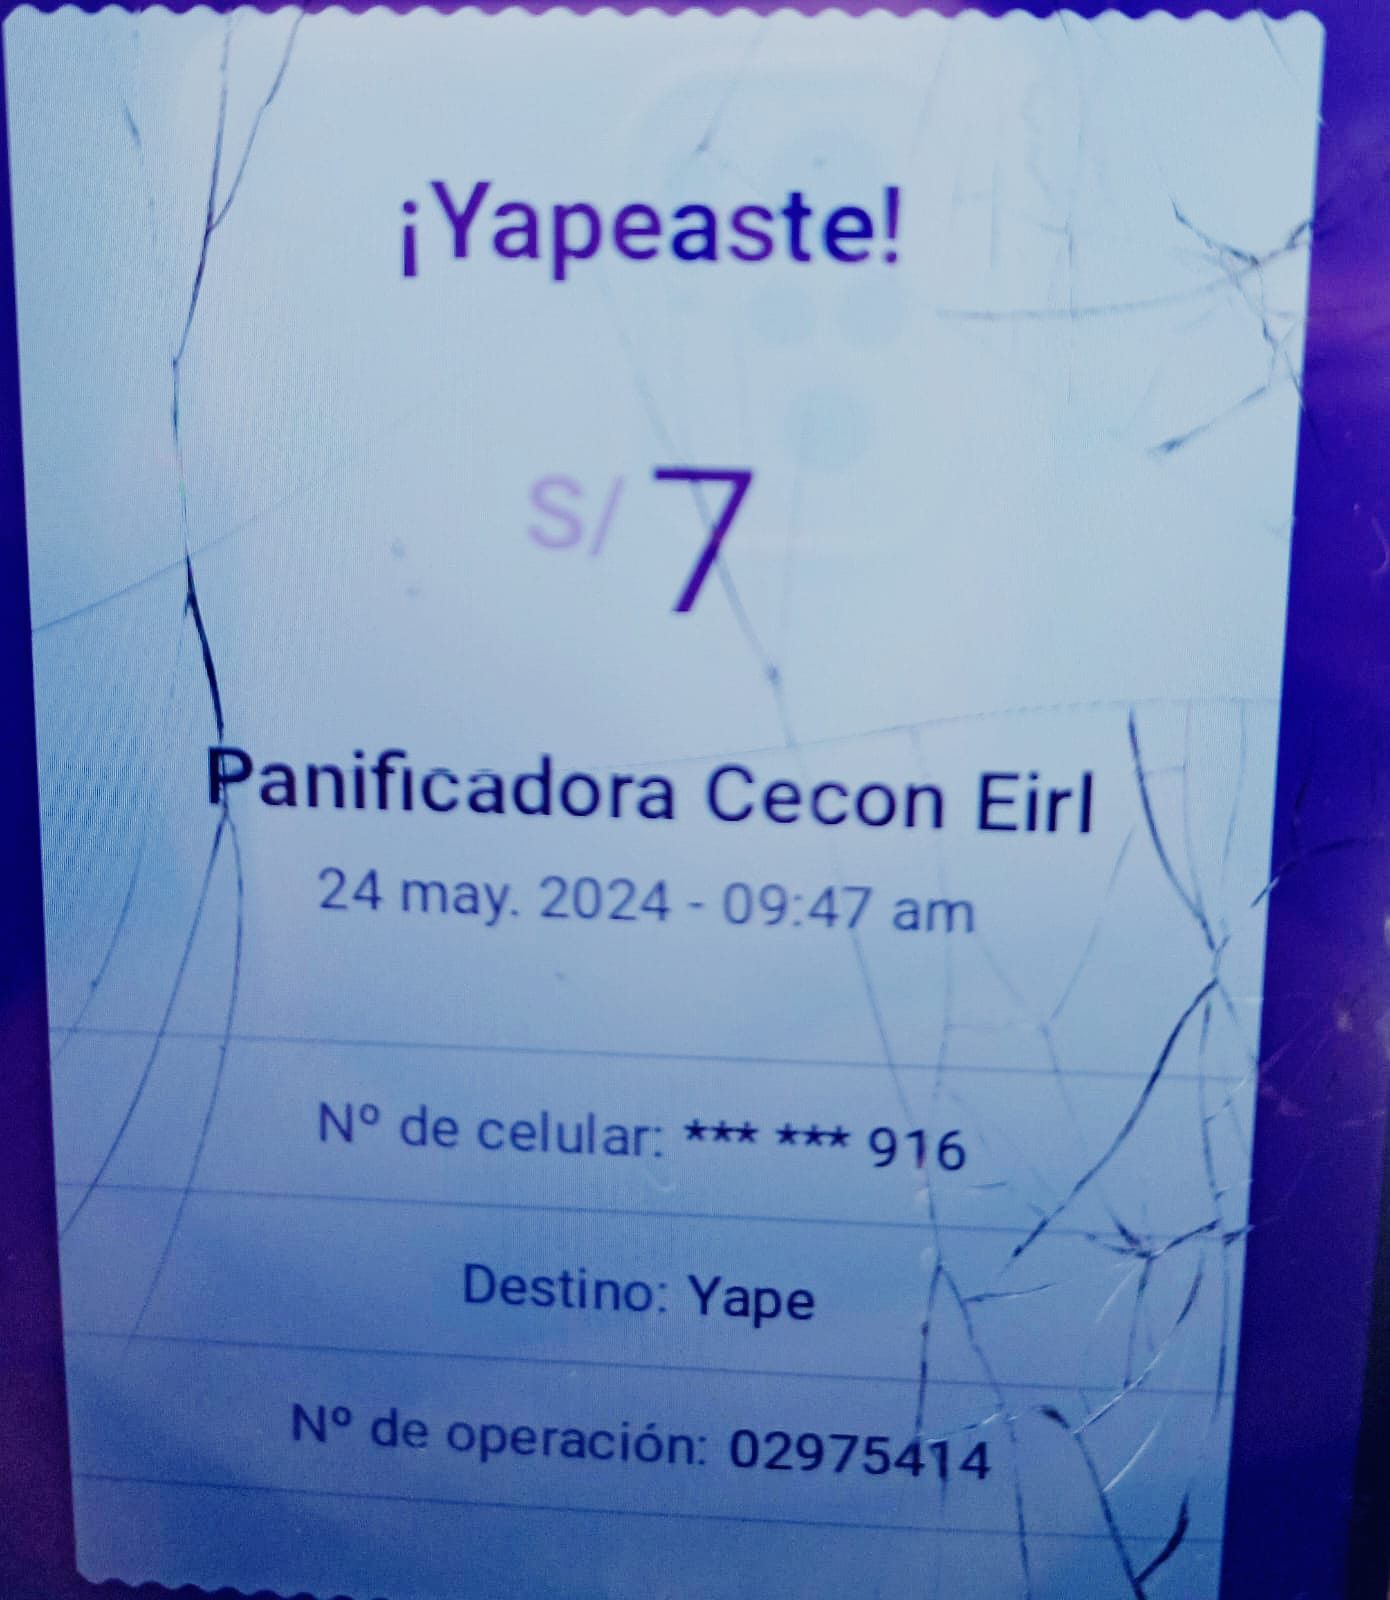 ¡Yapeaste!
S/ 7
Panificadora Cecon Eirl
24 may. 2024 - 09:47 am
Nº de celular: *** *** 916
Destino: Yape
Nº de operación: 02975414